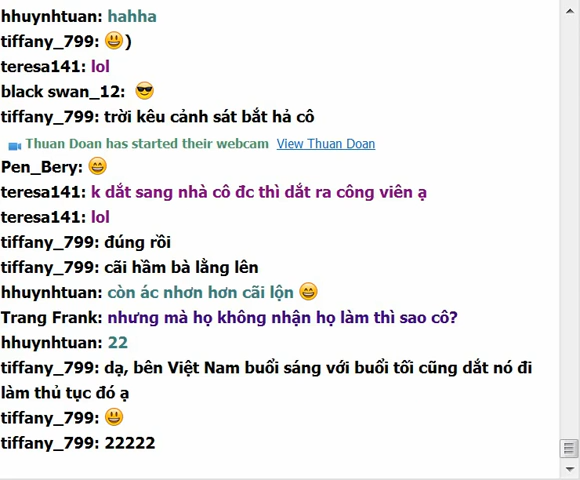 hhuynhtuan: hahha
tiffany_799: 😃)
teresa141: lol
black swan_12: 😎
tiffany_799: trời kêu cảnh sát bắt hả cô
Thuan Doan has started their webcam View Thuan Doan
Pen_Bery: 😄
teresa141: k dắt sang nhà cô đc thì dắt ra công viên ạ
teresa141: lol
tiffany_799: đúng rồi
tiffany_799: cãi hầm bà lằng lên
hhuynhtuan: còn ác nhơn hơn cãi lộn 😄
Trang Frank: nhưng mà họ không nhận họ làm thì sao cô?
hhuynhtuan: 22
tiffany_799: dạ, bên Việt Nam buổi sáng với buổi tối cũng dắt nó đi
làm thủ tục đó ạ
tiffany_799: 😃
tiffany_799: 22222